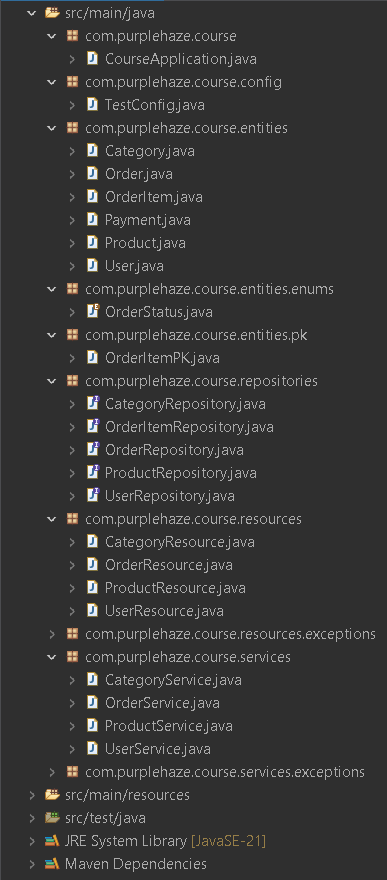 src/main/java
com.purplehaze.course
CourseApplication.java
com.purplehaze.course.config
TestConfig.java
com.purplehaze.course.entities
Category.java
Order.java
OrderItem.java
Payment.java
Product.java
User.java
com.purplehaze.course.entities.enums
OrderStatus.java
com.purplehaze.course.entities.pk
OrderItemPK.java
com.purplehaze.course.repositories
CategoryRepository.java
OrderItemRepository.java
OrderRepository.java
ProductRepository.java
UserRepository.java
com.purplehaze.course.resources
CategoryResource.java
OrderResource.java
ProductResource.java
UserResource.java
com.purplehaze.course.resources.exceptions
com.purplehaze.course.services
CategoryService.java
OrderService.java
ProductService.java
UserService.java
com.purplehaze.course.services.exceptions
src/main/resources
src/test/java
JRE System Library [JavaSE-21]
Maven Dependencies